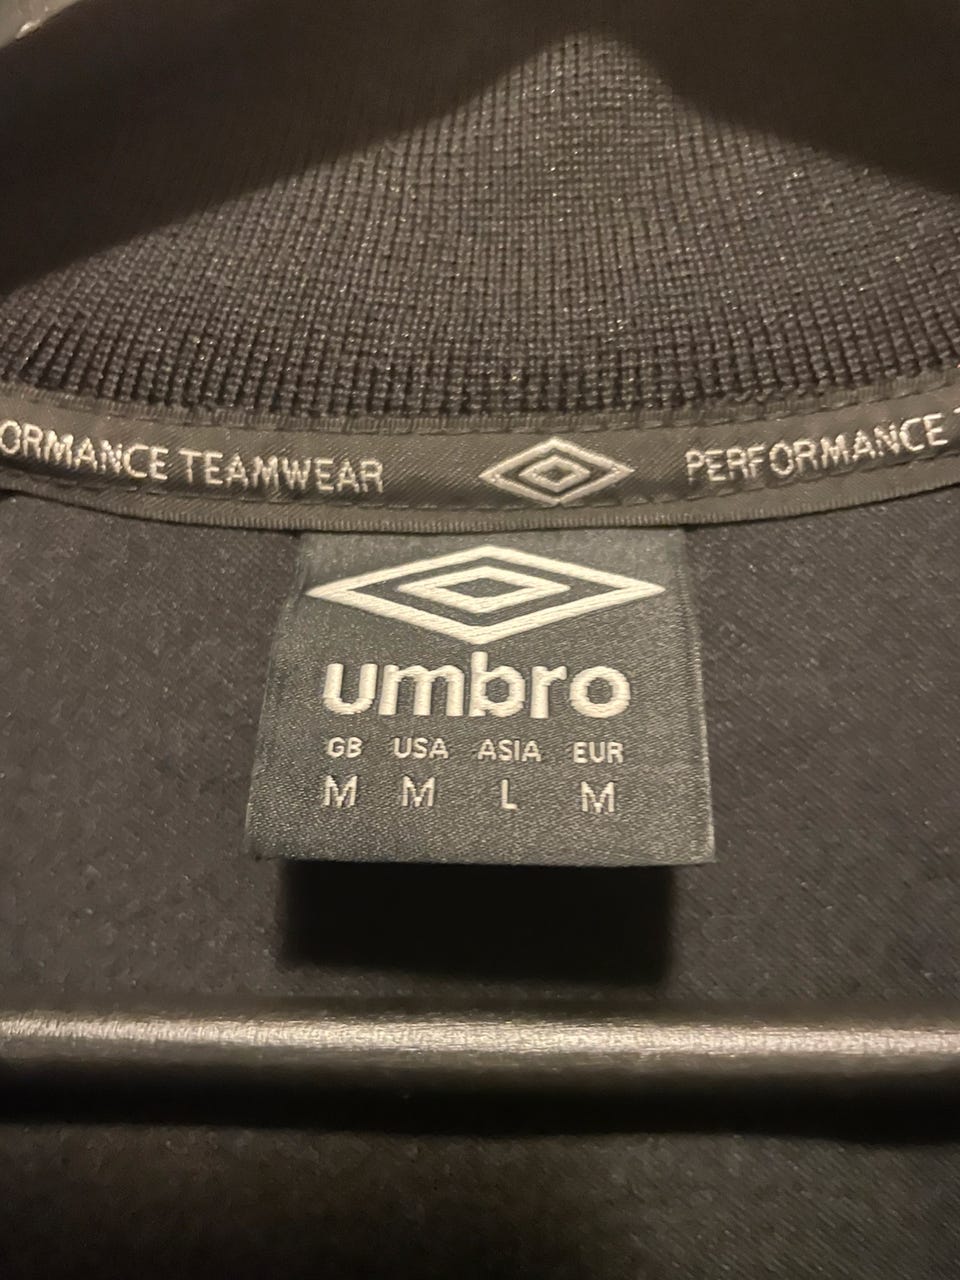 ORMANCE TEAMWEAR PERFORMANCE
umbro
GB USA ASIA EUR
M M L M